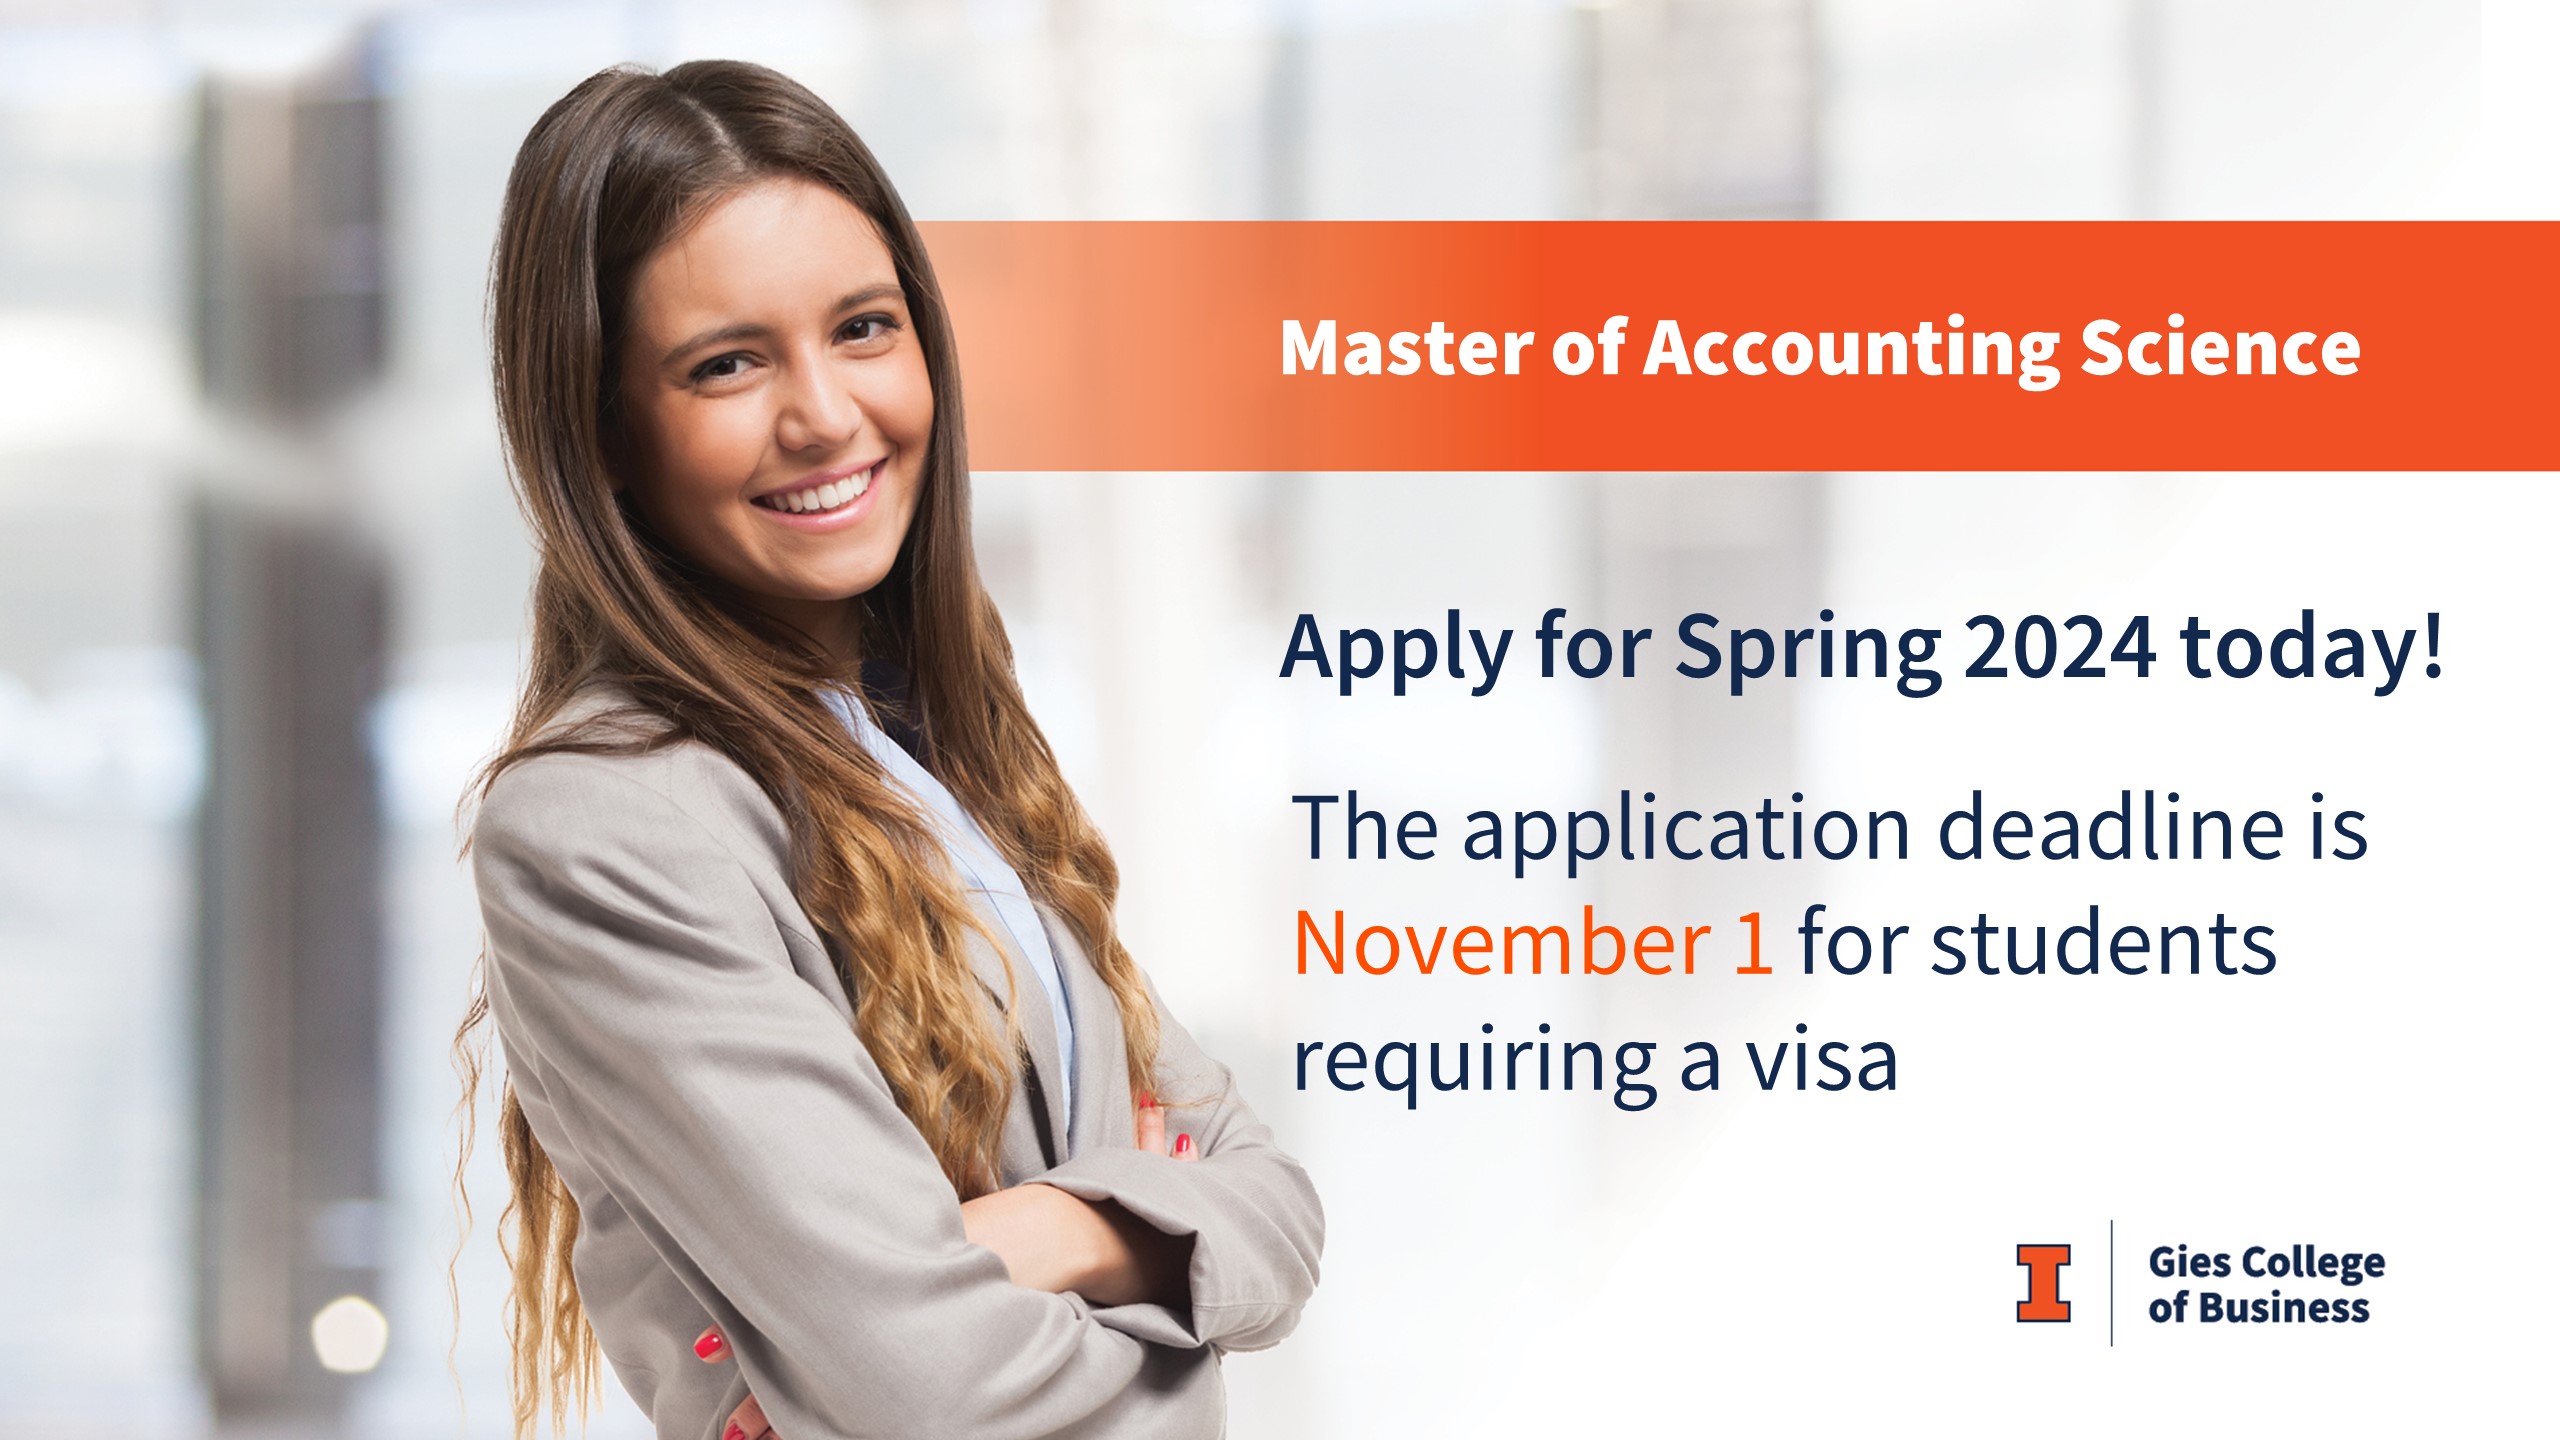 Master of Accounting Science
Apply for Spring 2024 today!
The application deadline is
November 1 for students
requiring a visa
I
Gies College
of Business